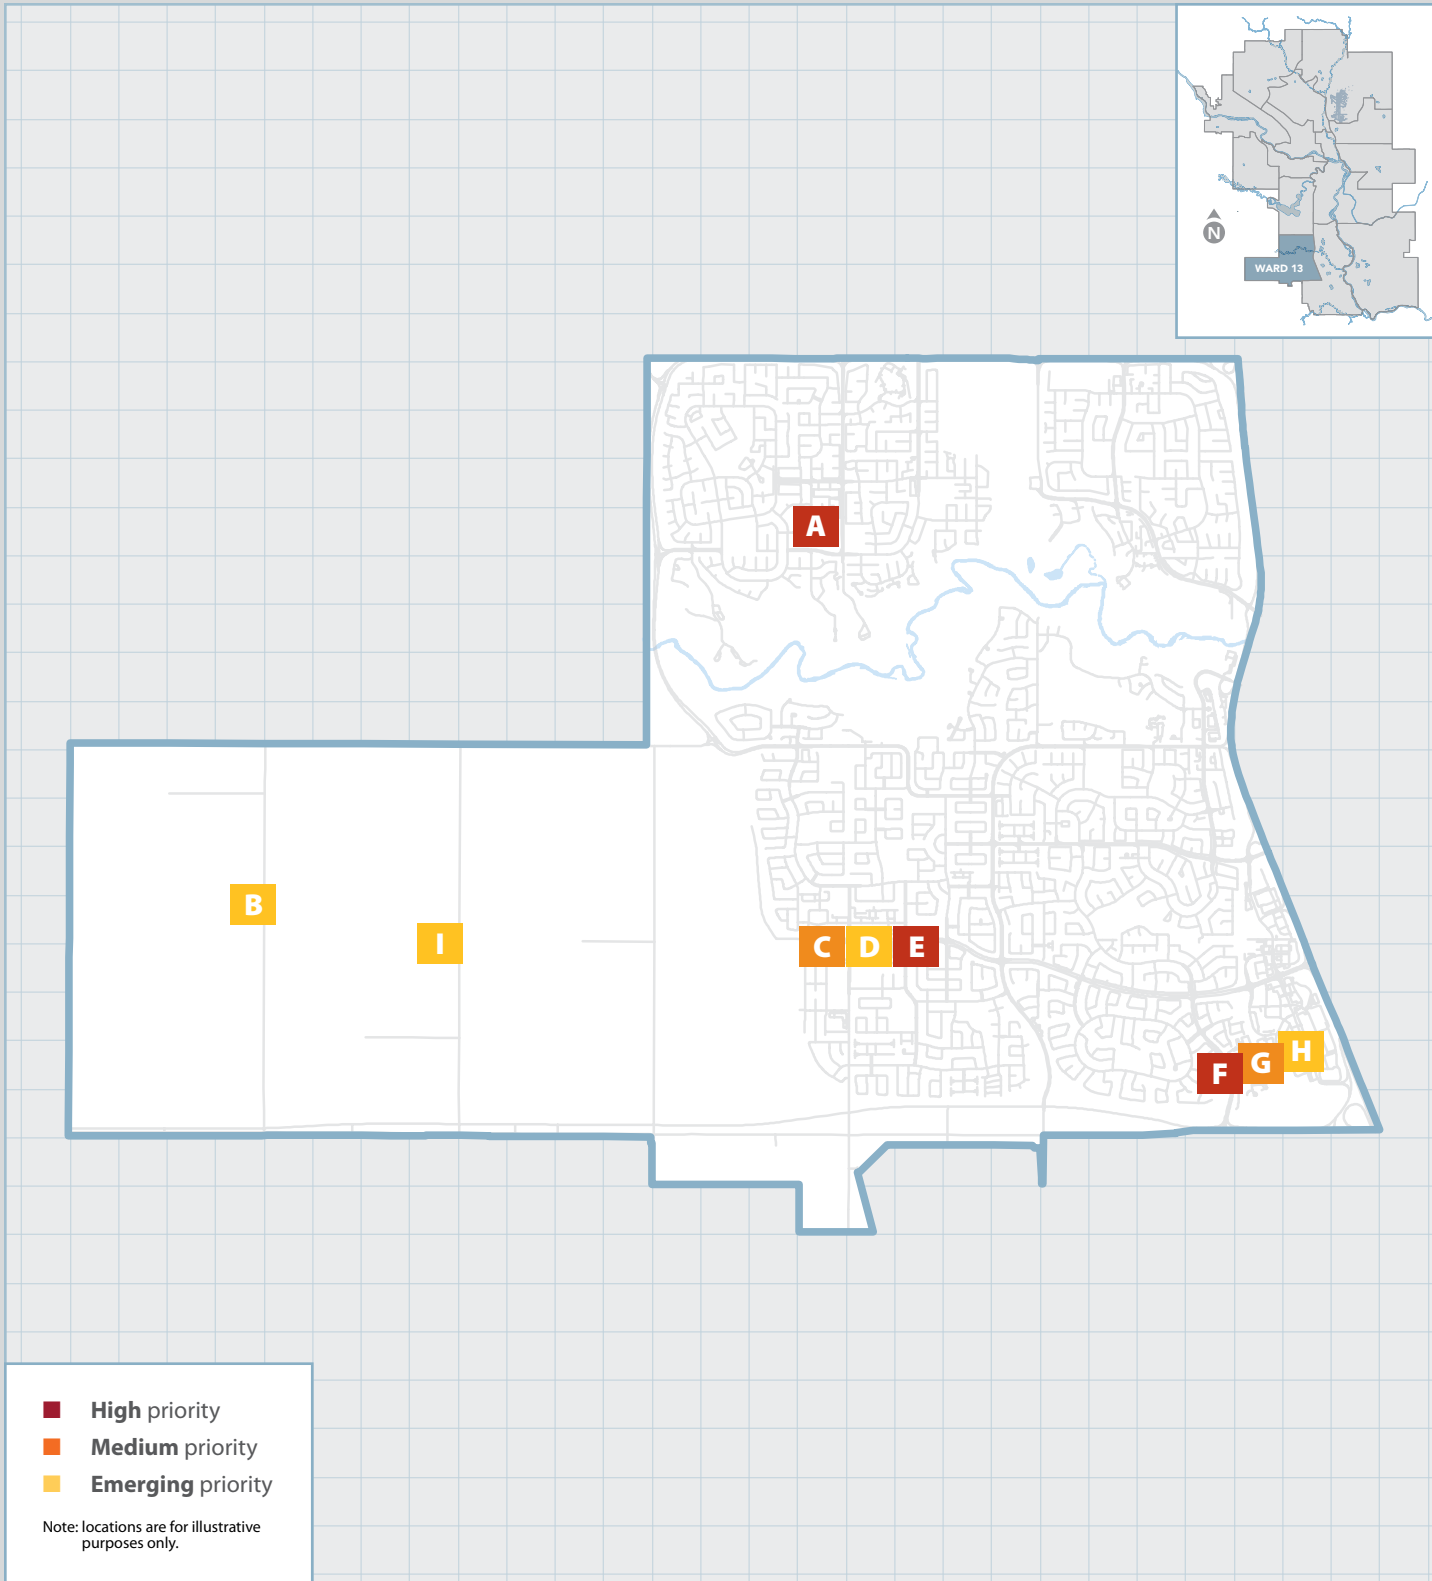 N
WARD 13
A
B
I
C D E
F G H
High priority
Medium priority
Emerging priority
Note: locations are for illustrative
purposes only.